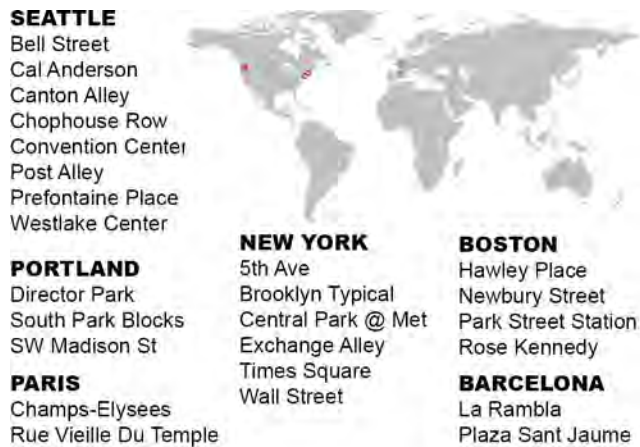 SEATTLE
Bell Street
Cal Anderson
Canton Alley
Chophouse Row
Convention Center
Post Alley
Prefontaine Place
Westlake Center
PORTLAND
Director Park
South Park Blocks
SW Madison St
PARIS
Champs-Elysees
Rue Vieille Du Temple
NEW YORK
5th Ave
Brooklyn Typical
Central Park @ Met
Exchange Alley
Times Square
Wall Street
BOSTON
Hawley Place
Newbury Street
Park Street Station
Rose Kennedy
BARCELONA
La Rambla
Plaza Sant Jaume